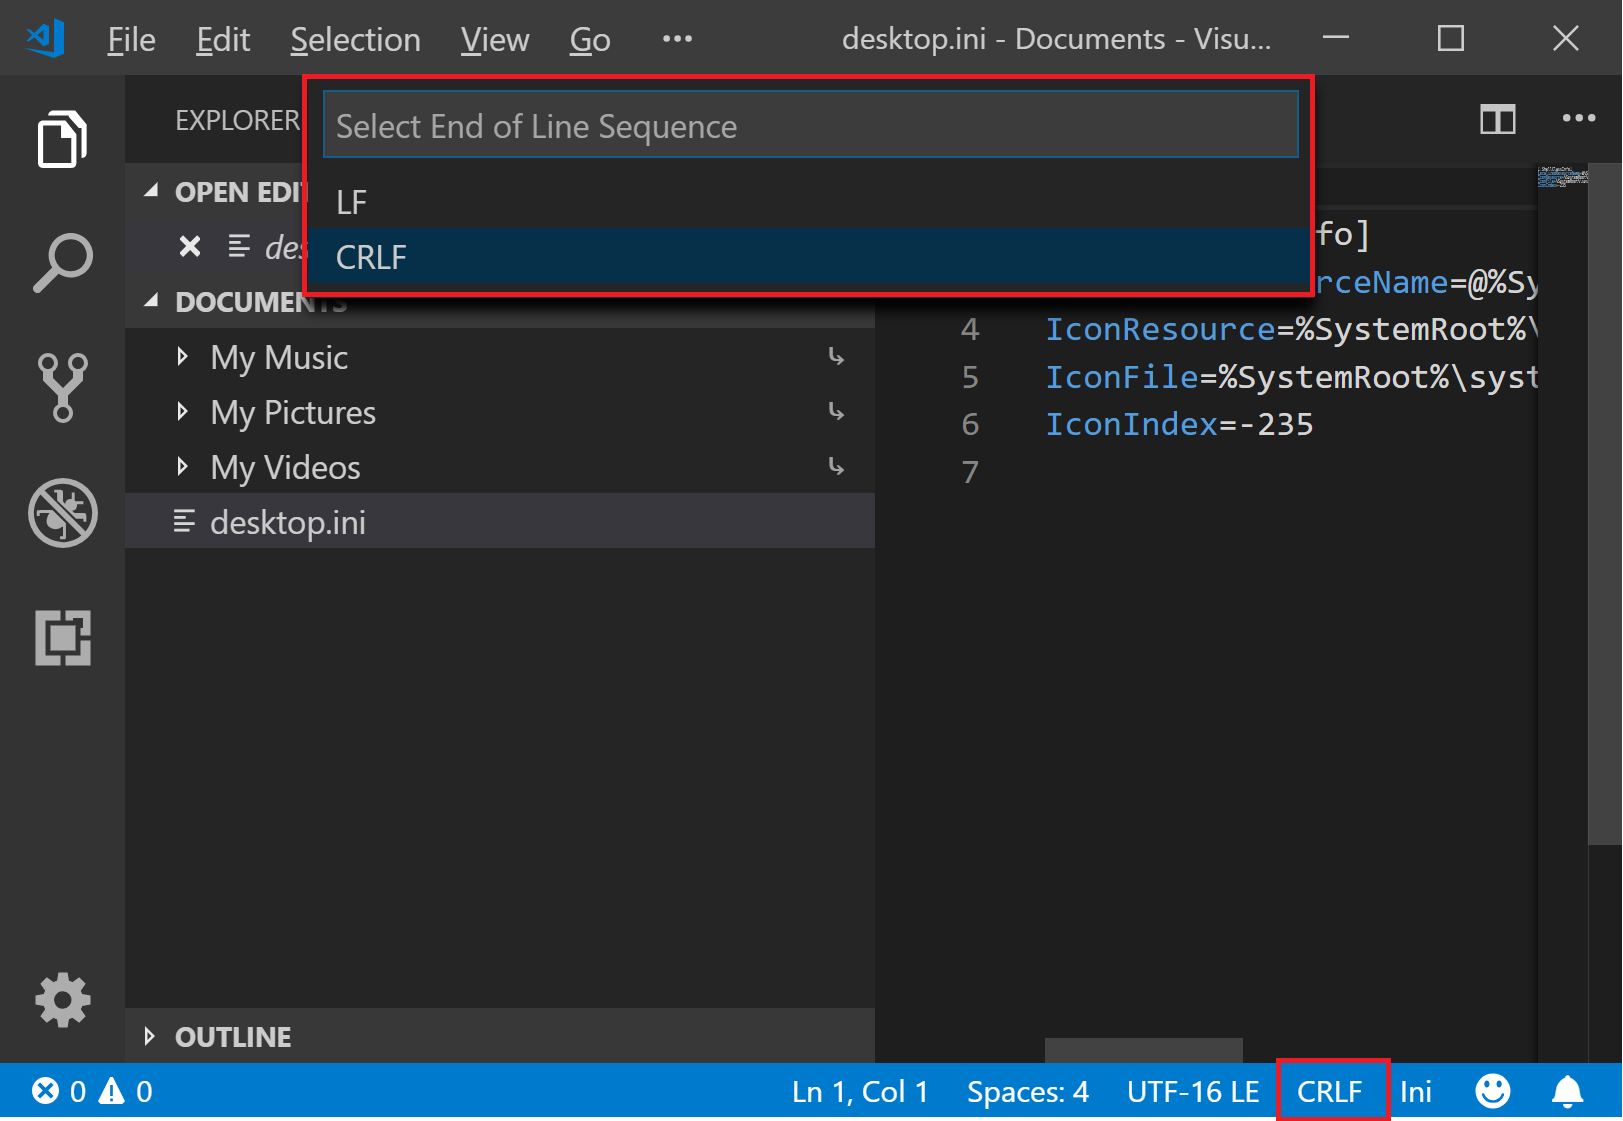 File Edit Selection View Go ••• desktop.ini - Documents - Visu...
EXPLORER
Select End of Line Sequence
LF
CRLF
OPEN EDI
des
DOCUMENTS
My Music
My Pictures
My Videos
desktop.ini
OUTLINE
fo]
rceName=@%Sy
4 IconResource=%SystemRoot%\
5 IconFile=%SystemRoot%\syst
6 IconIndex=-235
7
0 0 Ln 1, Col 1 Spaces: 4 UTF-16 LE CRLF Ini